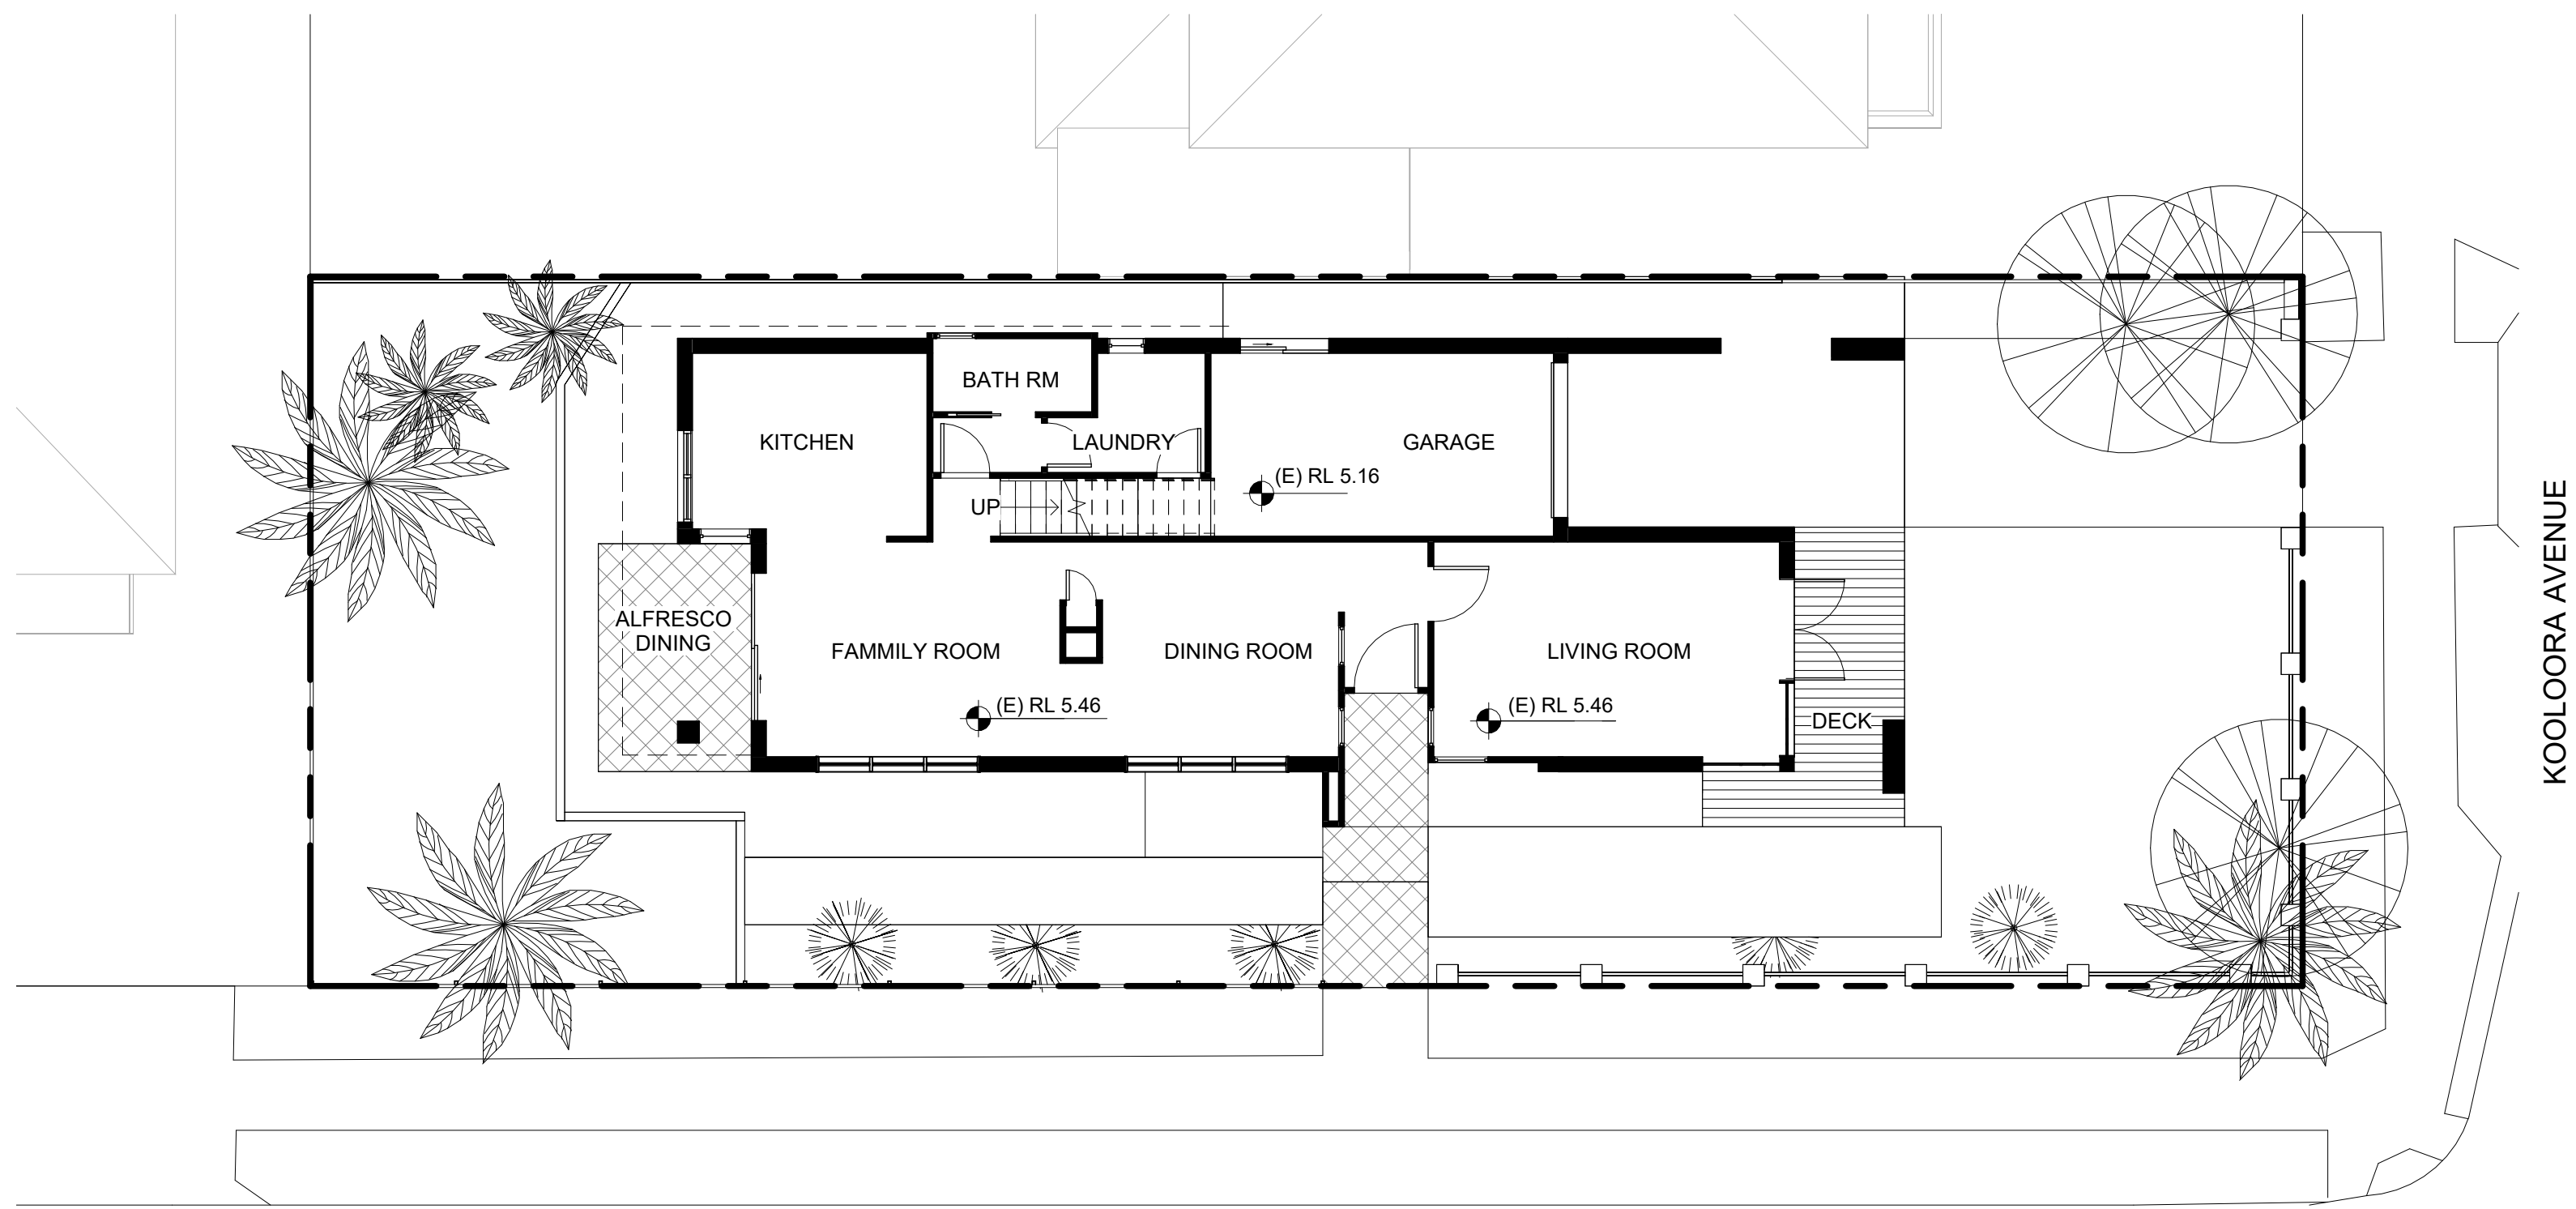 BATH RM
KITCHEN
LAUNDRY
GARAGE
(E) RL 5.16
UP
ALFRESCO
DINING
FAMMILY ROOM
DINING ROOM
LIVING ROOM
(E) RL 5.46
(E) RL 5.46
DECK
KOOLOORA AVENUE